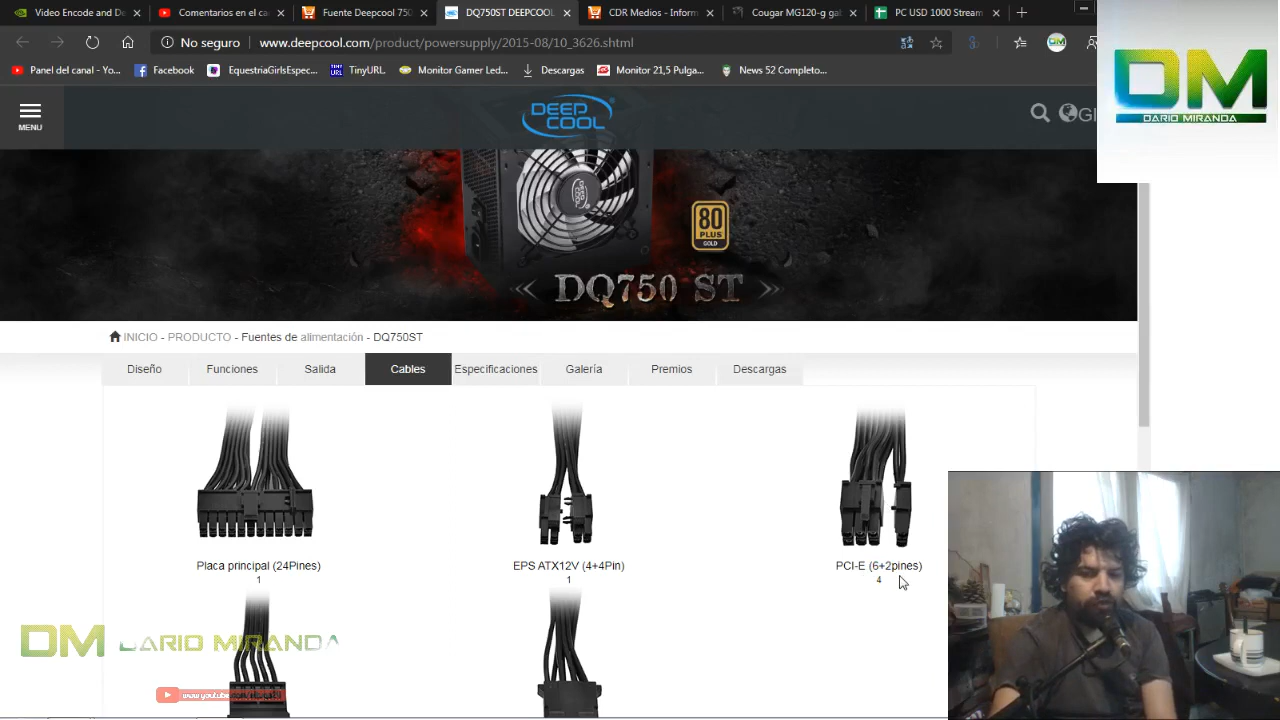 Video Encode and De
Comentarios en el ca
Fuente Deepcool 750
DQ750ST DEEPCOOL
CDR Medios - Inform
Cougar MG120-g gab
PC USD 1000 Stream
No seguro
www.deepcool.com/product/powersupply/2015-08/10_3626.shtml
Panel del canal - Yo...
Facebook
EquestriaGirlsEspec...
TinyURL
Monitor Gamer Led...
Descargas
Monitor 21,5 Pulga...
News 52 Completo...
DM
DARIO MIRANDA
MENU
DEEP
COOL
Gl
80
PLUS
GOLD
DQ750 ST
INICIO - PRODUCTO - Fuentes de alimentación - DQ750ST
Diseño
Funciones
Salida
Cables
Especificaciones
Galería
Premios
Descargas
Placa principal (24Pines)
1
EPS ATX12V (4+4Pin)
1
PCI-E (6+2pines)
4
DM DARIO MIRANDA